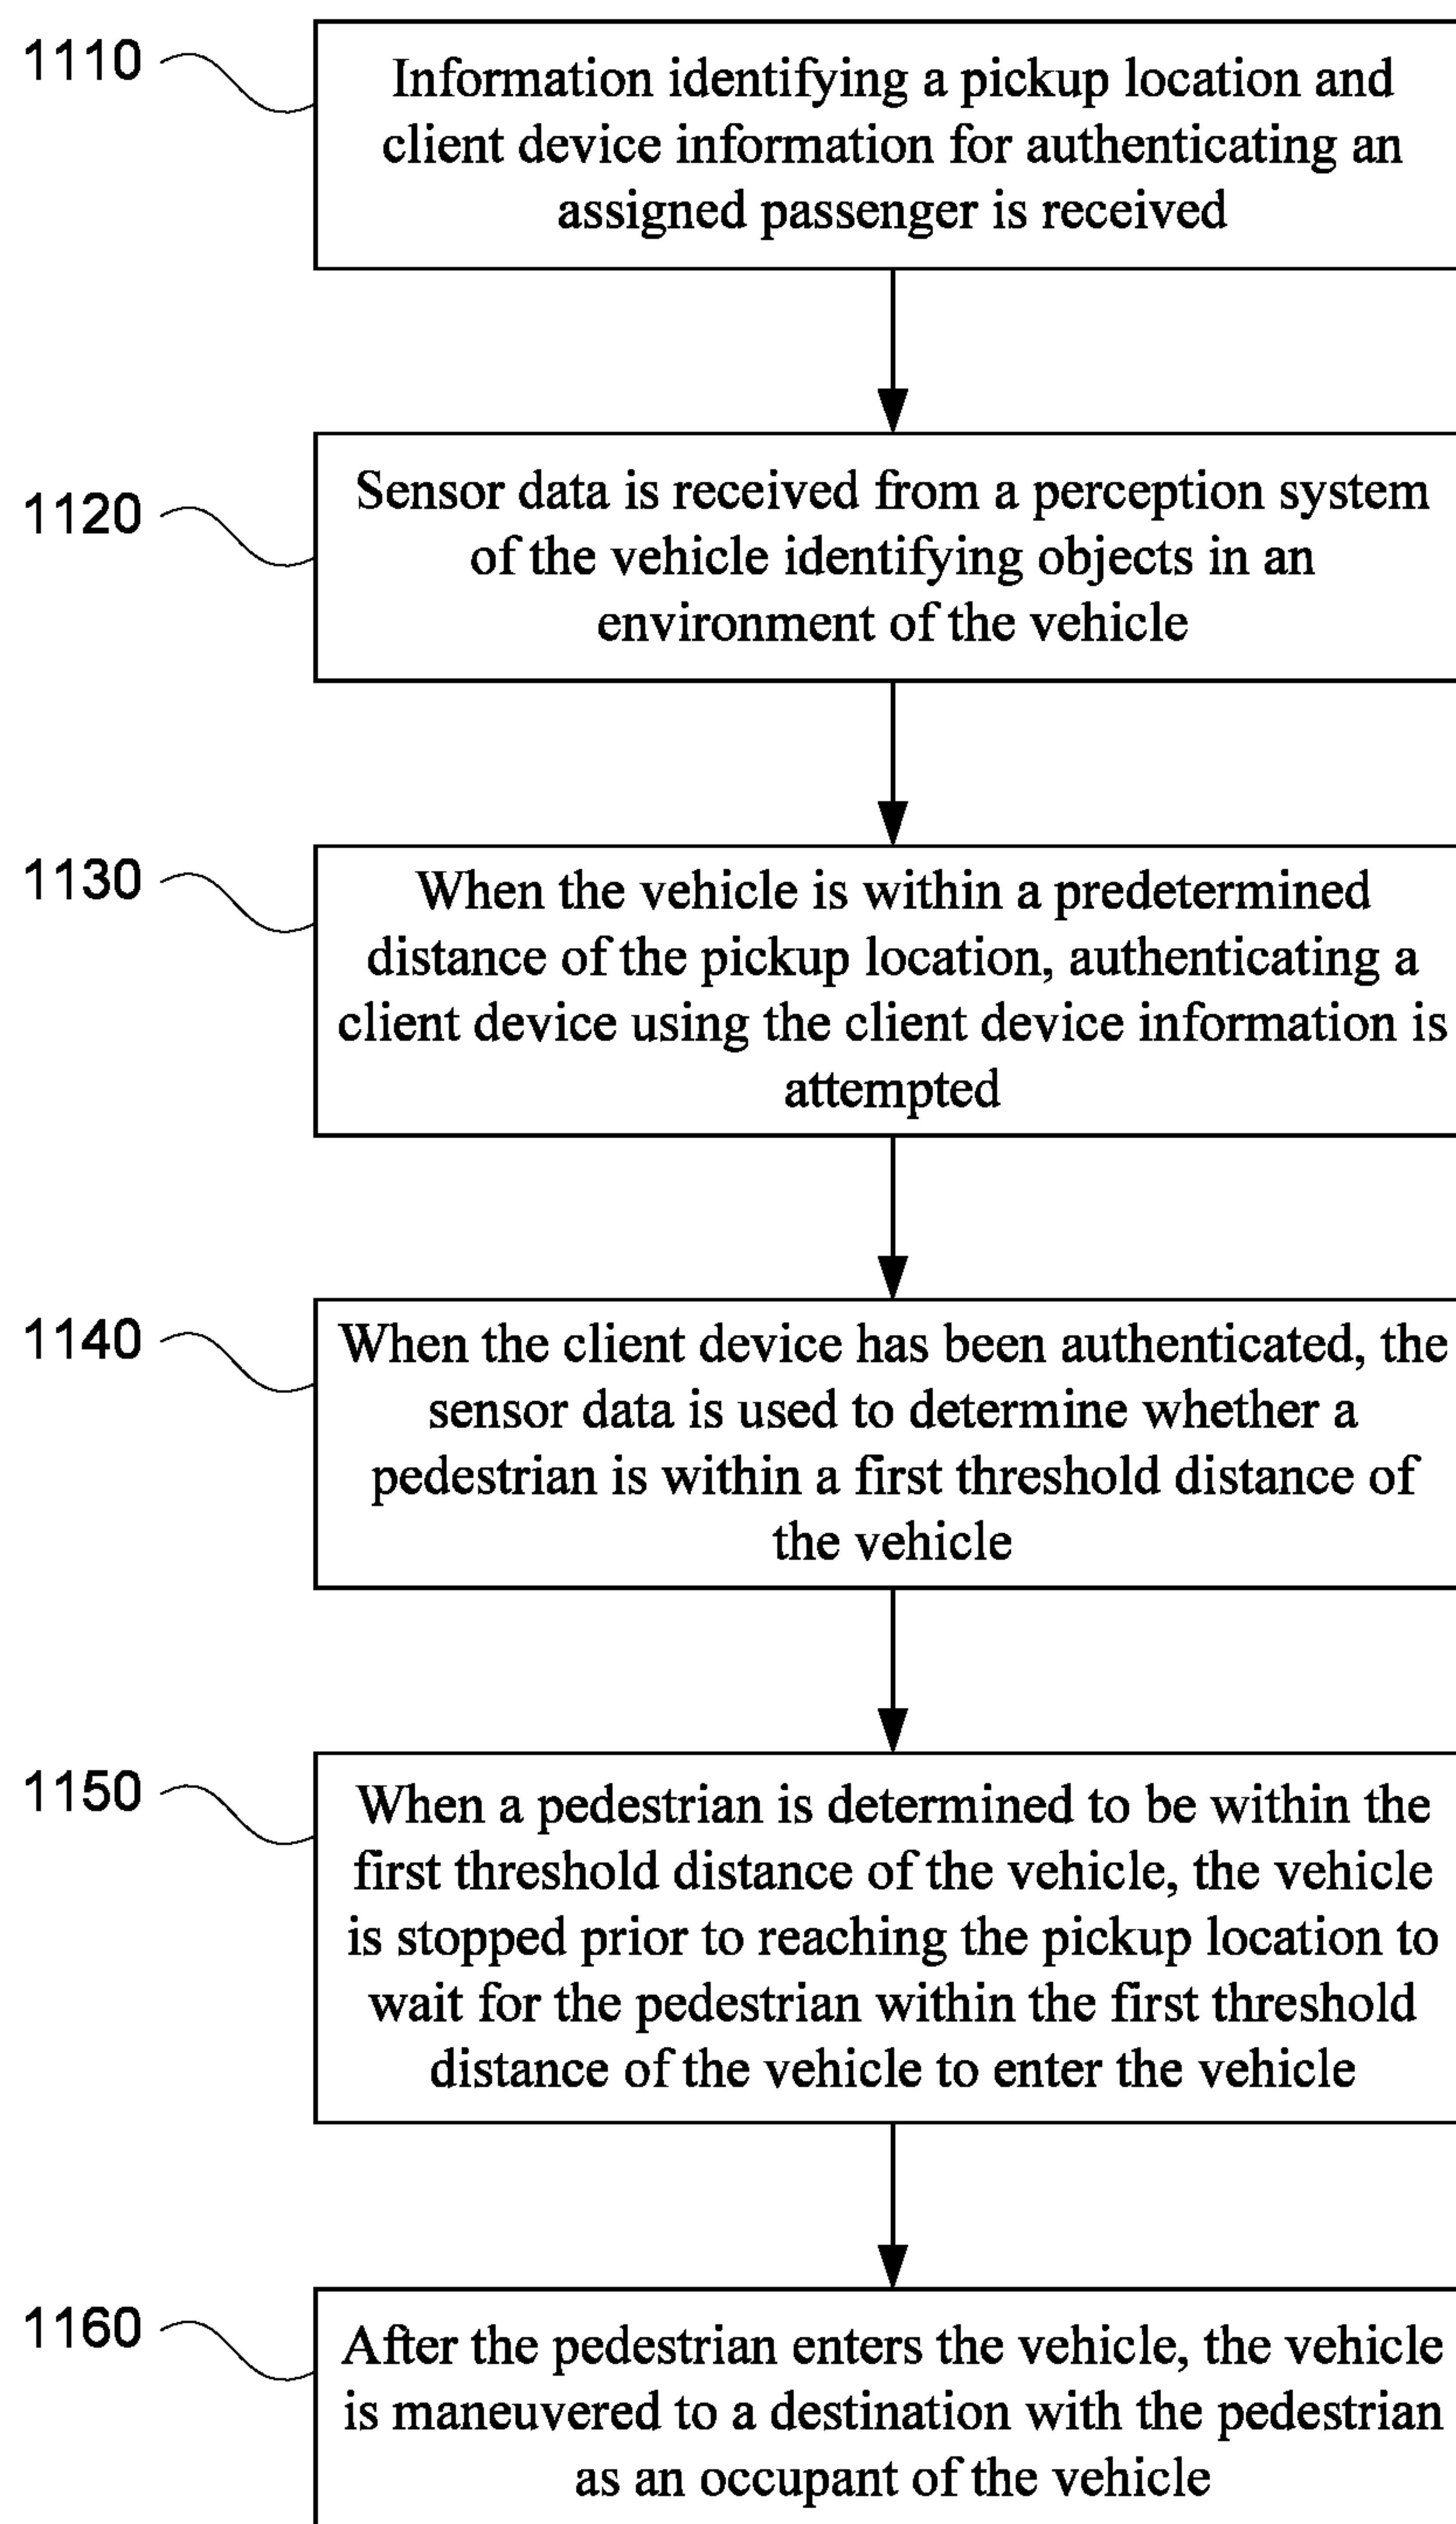 1110
Information identifying a pickup location and
client device information for authenticating an
assigned passenger is received
1120
Sensor data is received from a perception system
of the vehicle identifying objects in an
environment of the vehicle
1130
When the vehicle is within a predetermined
distance of the pickup location, authenticating a
client device using the client device information is
attempted
1140
When the client device has been authenticated, the
sensor data is used to determine whether a
pedestrian is within a first threshold distance of
the vehicle
1150
When a pedestrian is determined to be within the
first threshold distance of the vehicle, the vehicle
is stopped prior to reaching the pickup location to
wait for the pedestrian within the first threshold
distance of the vehicle to enter the vehicle
1160
After the pedestrian enters the vehicle, the vehicle
is maneuvered to a destination with the pedestrian
as an occupant of the vehicle